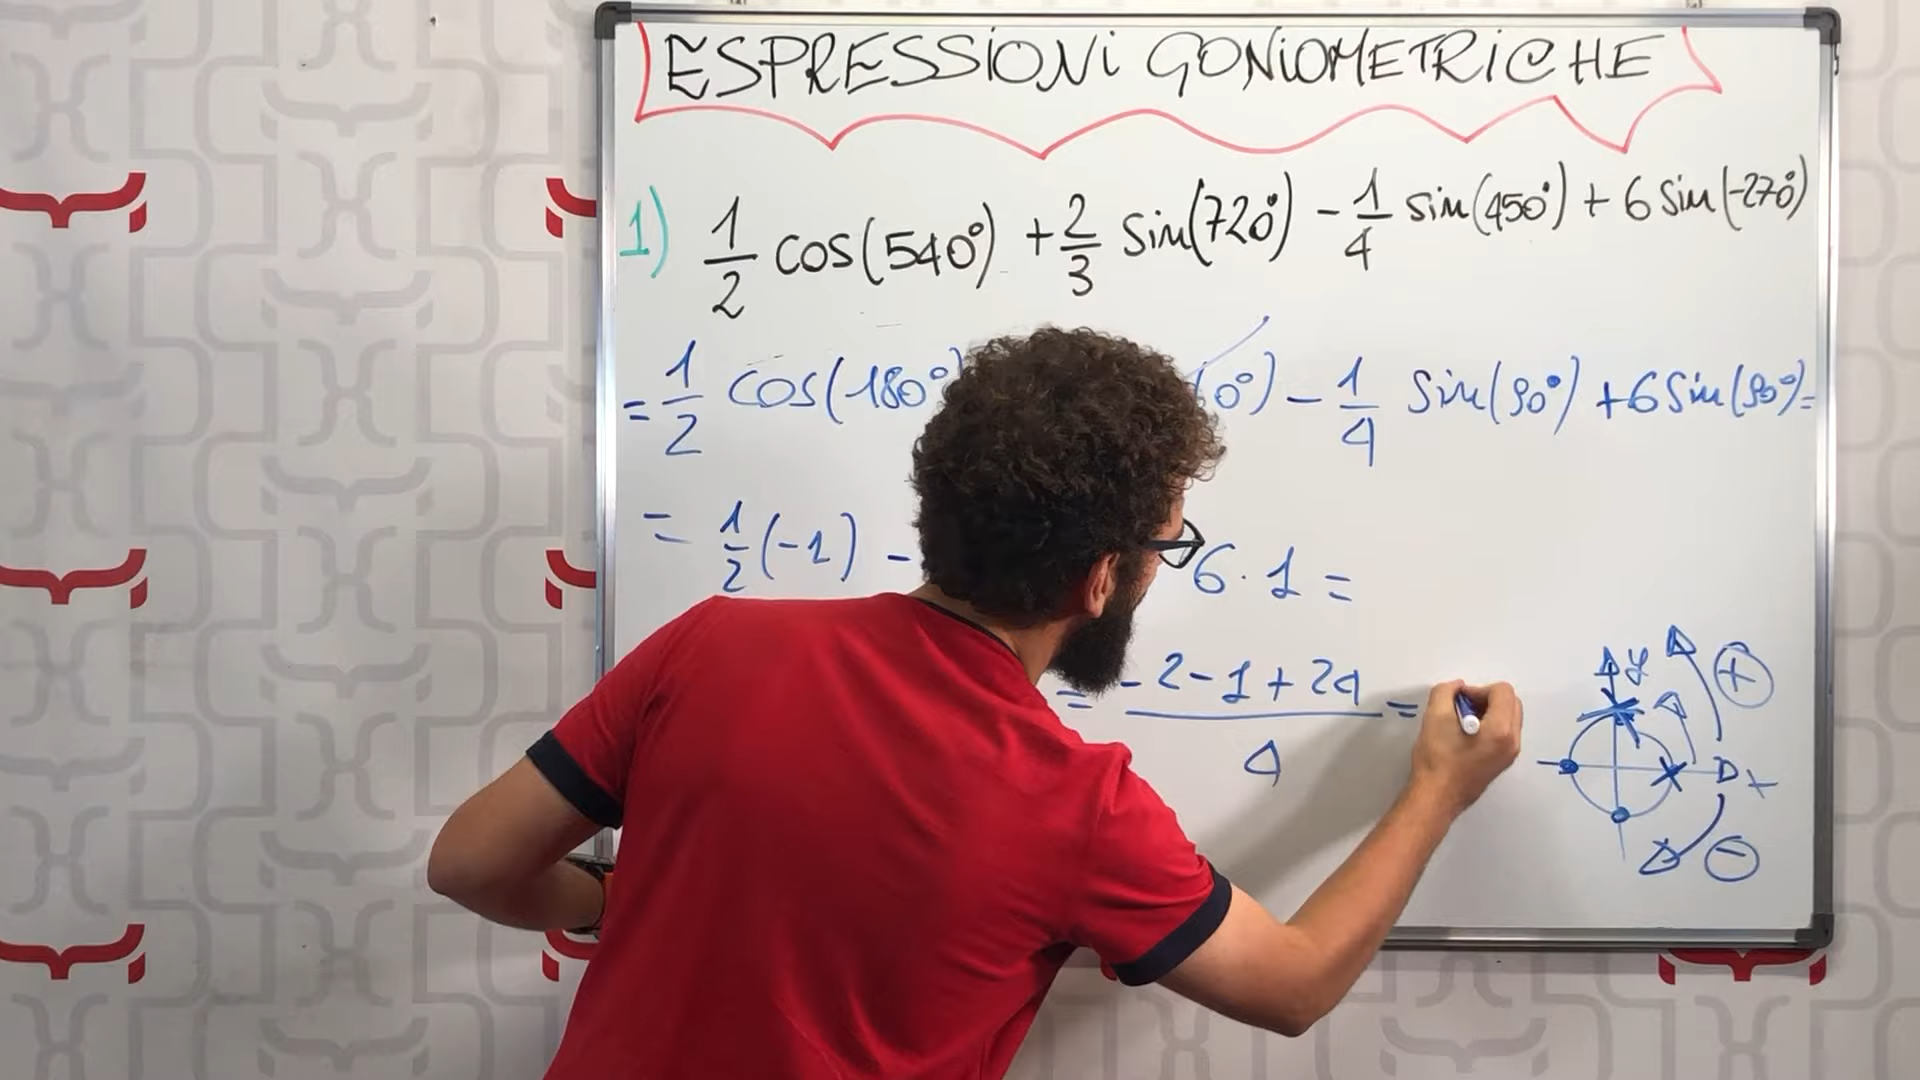 ESPRESSIONI GONIOMETRICHE
1) 1/2 cos(540°) + 2/3 sin(720°) - 1/4 sin(450°) + 6 sin(-270°)
= 1/2 cos(180° 0°) - 1/4 sin(90°) + 6 sin(90°) =
= 1/2 (-1) - 6 · 1 =
= -2-1+24 / 4 =
y +
x
-